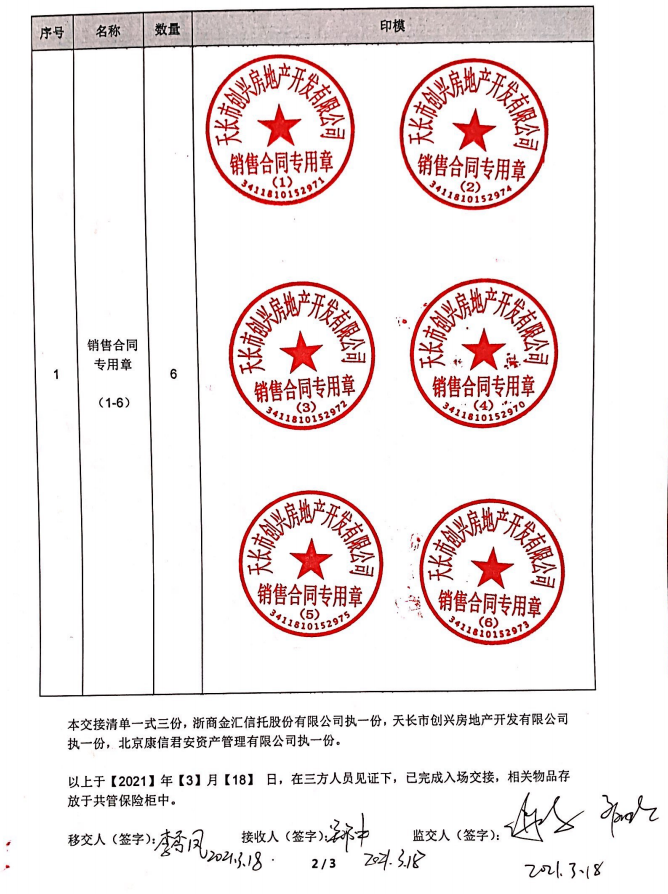 序号 名称 数量 印模
天长市创兴房地产开发有限公司
销售合同专用章
(1)
3411810152971
天长市创兴房地产开发有限公司
销售合同专用章
(2)
3411810152974
1
销售合同
专用章
（1-6）
6
天长市创兴房地产开发有限公司
销售合同专用章
(3)
3411810152972
天长市创兴房地产开发有限公司
销售合同专用章
(4)
3411810152970
天长市创兴房地产开发有限公司
销售合同专用章
(5)
3411810152975
天长市创兴房地产开发有限公司
销售合同专用章
(6)
3411810152973
本交接清单一式三份，浙商金汇信托股份有限公司执一份，天长市创兴房地产开发有限公司
执一份，北京康信君安资产管理有限公司执一份。
以上于【2021】年【3】月【18】 日，在三方人员见证下，已完成入场交接，相关物品存
放于共管保险柜中。
移交人（签字）： 接收人（签字）： 监交人（签字）：
2021.3.18. 2021.3.18 2021.3.18
2 / 3